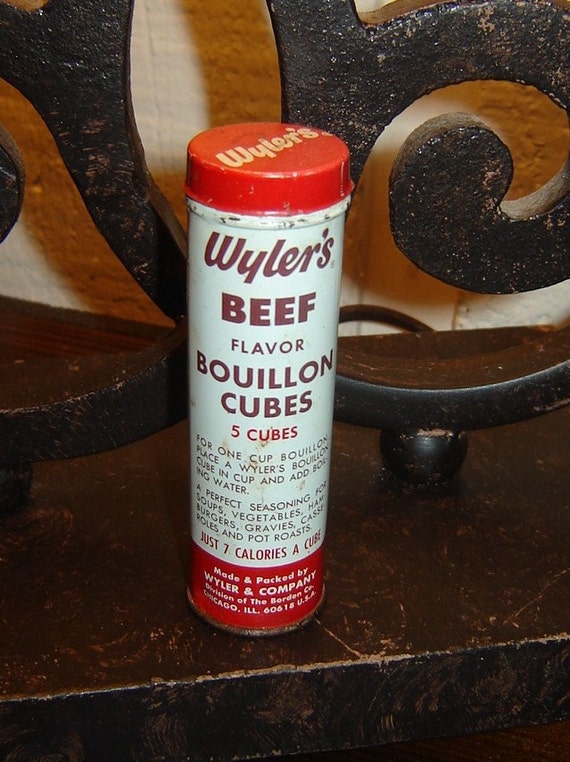 Wyler's
Wyler's
BEEF
FLAVOR
BOUILLON
CUBES
5 CUBES
FOR ONE CUP BOUILLON,
PLACE A WYLER'S BOUILLON
CUBE IN CUP AND ADD BOIL-
ING WATER.
A PERFECT SEASONING FOR
SOUPS, VEGETABLES, HAM-
BURGERS, GRAVIES, CASSE-
ROLES AND POT ROASTS.
JUST 7 CALORIES A CUBE
Made & Packed by
WYLER & COMPANY
Division of The Borden Co.
CHICAGO, ILL. 60618 U.S.A.